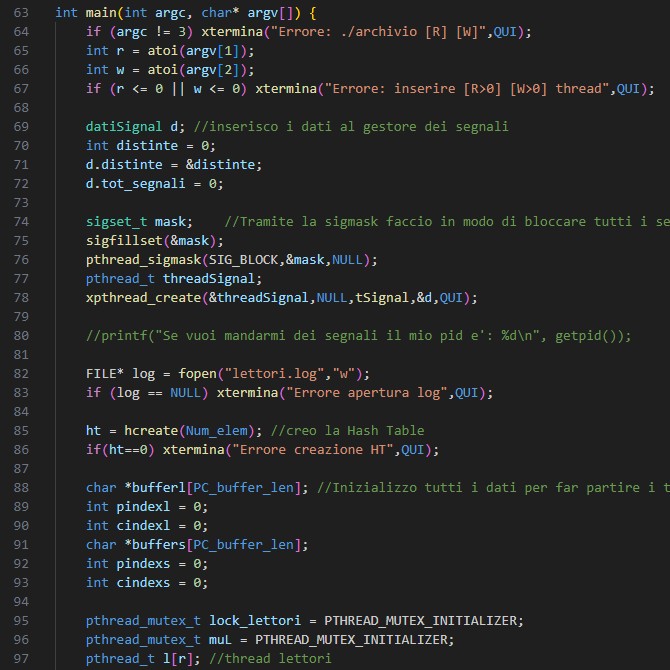 63 int main(int argc, char* argv[]) {
64 if (argc != 3) xtermina("Errore: ./archivio [R] [W]",QUI);
65 int r = atoi(argv[1]);
66 int w = atoi(argv[2]);
67 if (r <= 0 || w <= 0) xtermina("Errore: inserire [R>0] [W>0] thread",QUI);
68
69 datiSignal d; //inserisco i dati al gestore dei segnali
70 int distinte = 0;
71 d.distinte = &distinte;
72 d.tot_segnali = 0;
73
74 sigset_t mask; //Tramite la sigmask faccio in modo di bloccare tutti i se
75 sigfillset(&mask);
76 pthread_sigmask(SIG_BLOCK,&mask,NULL);
77 pthread_t threadSignal;
78 xpthread_create(&threadSignal,NULL,tSignal,&d,QUI);
79
80 //printf("Se vuoi mandarmi dei segnali il mio pid e': %d\n", getpid());
81
82 FILE* log = fopen("lettori.log","w");
83 if (log == NULL) xtermina("Errore apertura log",QUI);
84
85 ht = hcreate(Num_elem); //creo la Hash Table
86 if(ht==0) xtermina("Errore creazione HT",QUI);
87
88 char *bufferl[PC_buffer_len]; //Inizializzo tutti i dati per far partire i t
89 int pindexl = 0;
90 int cindexl = 0;
91 char *buffers[PC_buffer_len];
92 int pindexs = 0;
93 int cindexs = 0;
94
95 pthread_mutex_t lock_lettori = PTHREAD_MUTEX_INITIALIZER;
96 pthread_mutex_t muL = PTHREAD_MUTEX_INITIALIZER;
97 pthread_t l[r]; //thread lettori